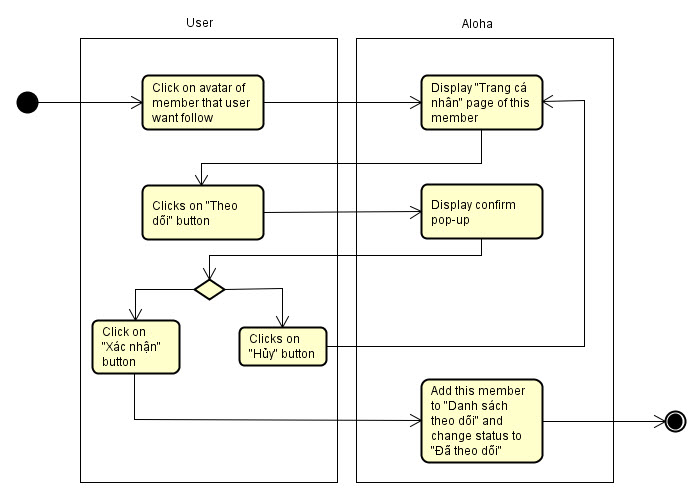 User
Aloha
Click on avatar of
member that user
want follow
Display "Trang cá
nhân" page of this
member
Clicks on "Theo
dõi" button
Display confirm
pop-up
Click on
"Xác nhận"
button
Clicks on
"Hủy" button
Add this member
to "Danh sách
theo dõi" and
change status to
"Đã theo dõi"